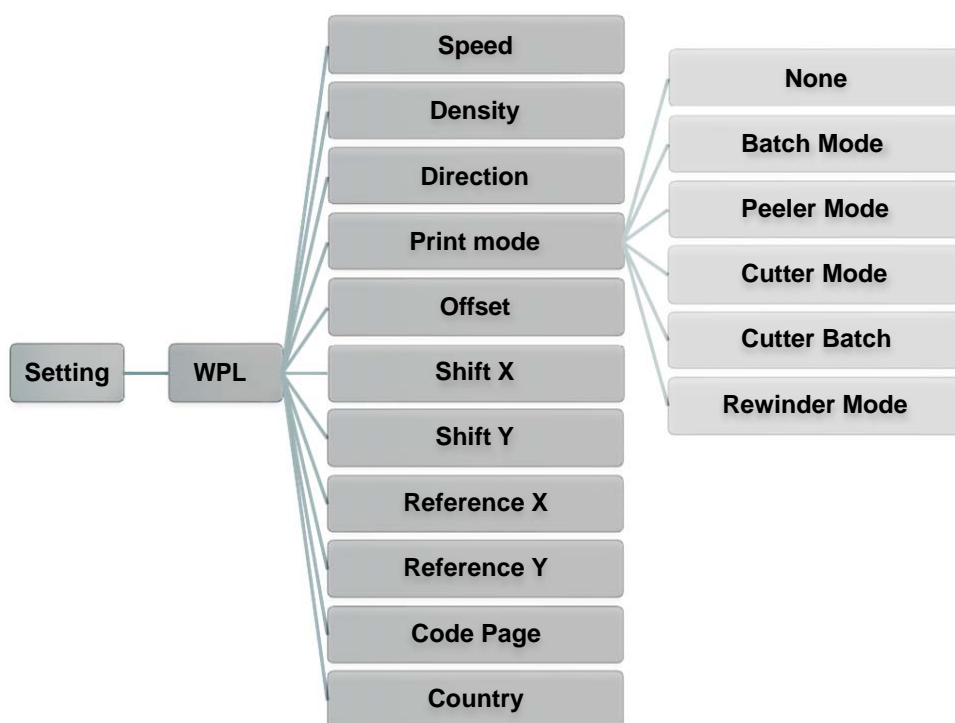 Setting
WPL
Speed
Density
Direction
Print mode
Offset
Shift X
Shift Y
Reference X
Reference Y
Code Page
Country
None
Batch Mode
Peeler Mode
Cutter Mode
Cutter Batch
Rewinder Mode